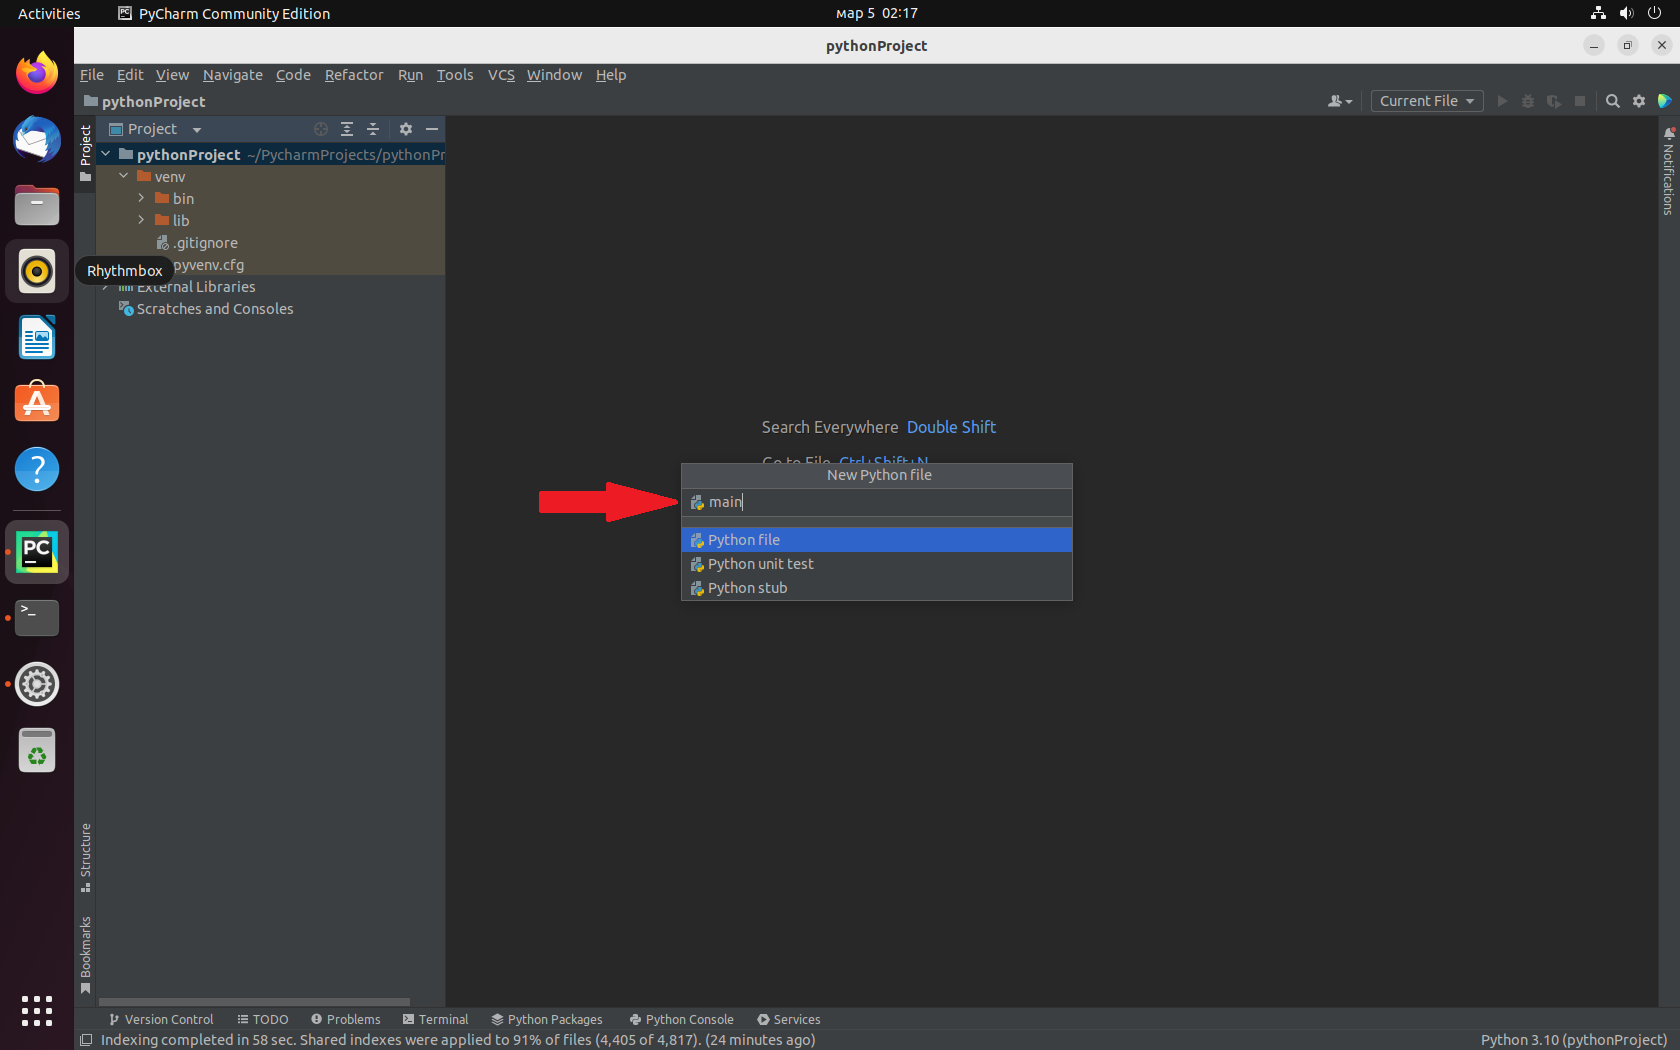 Activities
PyCharm Community Edition
мар 5 02:17
pythonProject
File Edit View Navigate Code Refactor Run Tools VCS Window Help
pythonProject
Current File
Project
Project
Notifications
pythonProject ~/PycharmProjects/pythonPr
venv
bin
lib
.gitignore
Rhythmbox
pyvenv.cfg
External Libraries
Scratches and Consoles
Search Everywhere Double Shift
Go to File Ctrl+Shift+N
New Python file
main
Python file
Python unit test
Python stub
PC
>_
Structure
Bookmarks
Version Control TODO Problems Terminal Python Packages Python Console Services
Indexing completed in 58 sec. Shared indexes were applied to 91% of files (4,405 of 4,817). (24 minutes ago)
Python 3.10 (pythonProject)